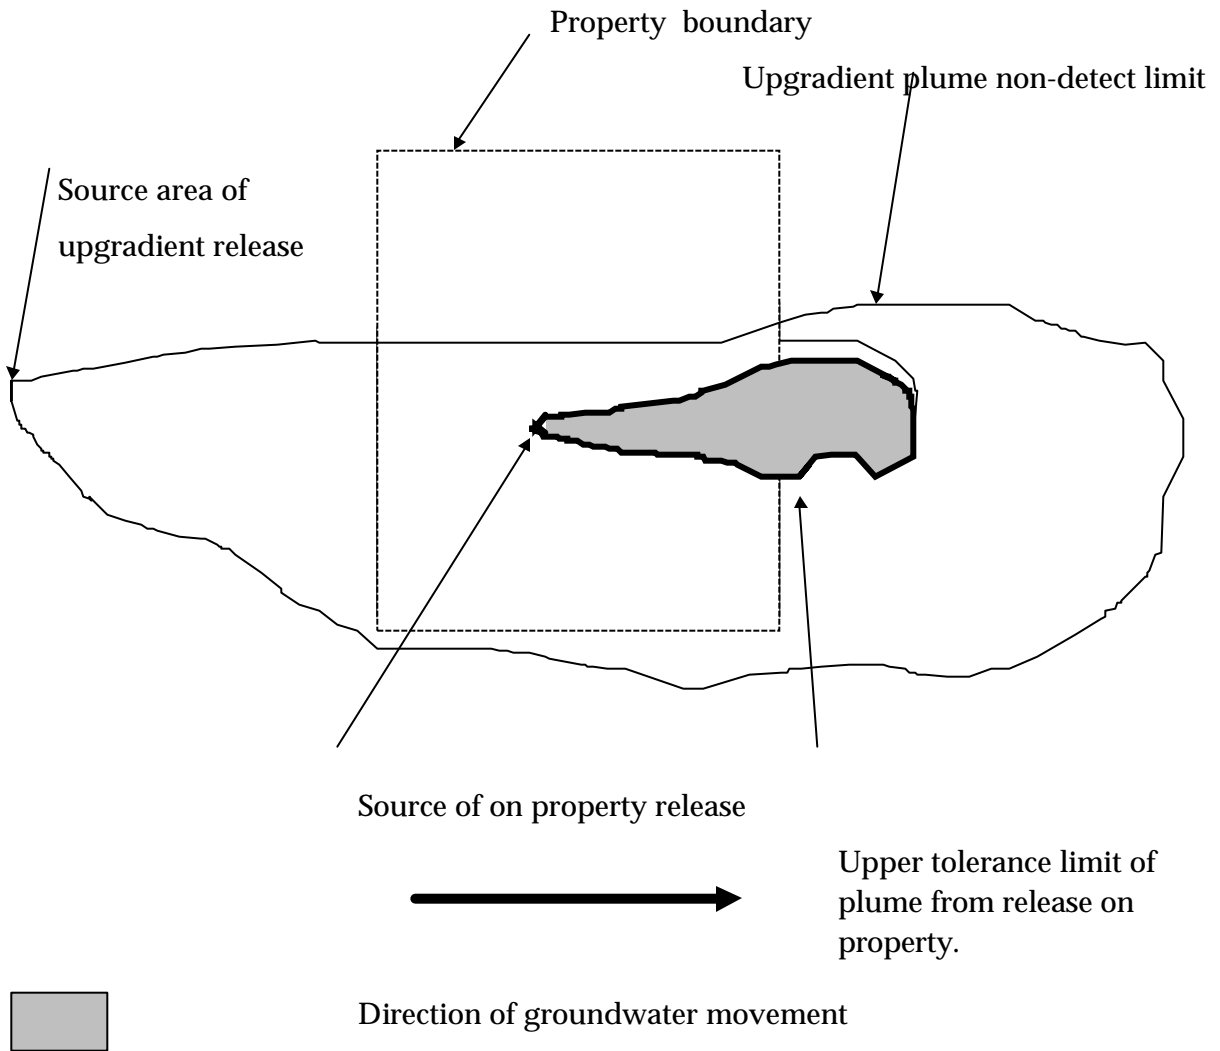 Property boundary
Upgradient plume non-detect limit
Source area of
upgradient release
Source of on property release
Upper tolerance limit of
plume from release on
property.
Direction of groundwater movement